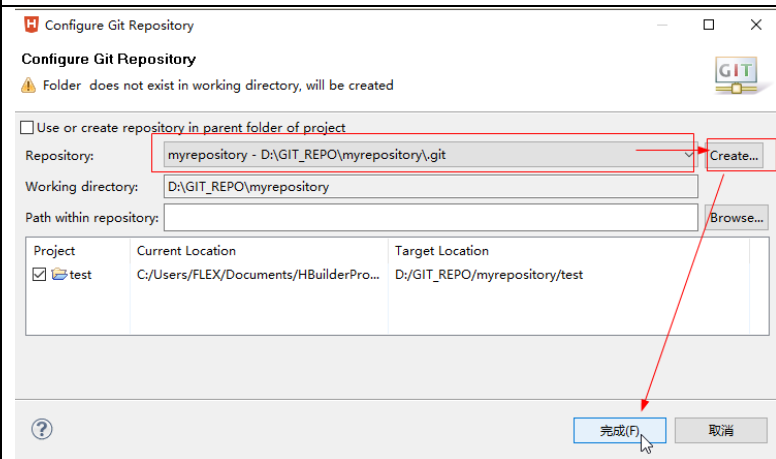 Configure Git Repository
Configure Git Repository
GIT
Folder  does not exist in working directory, will be created
Use or create repository in parent folder of project
Repository: myrepository - D:\GIT_REPO\myrepository\.git Create...
Working directory: D:\GIT_REPO\myrepository
Path within repository: Browse...
Project Current Location Target Location
test C:/Users/FLEX/Documents/HBuilderPro... D:/GIT_REPO/myrepository/test
? 完成(F) 取消